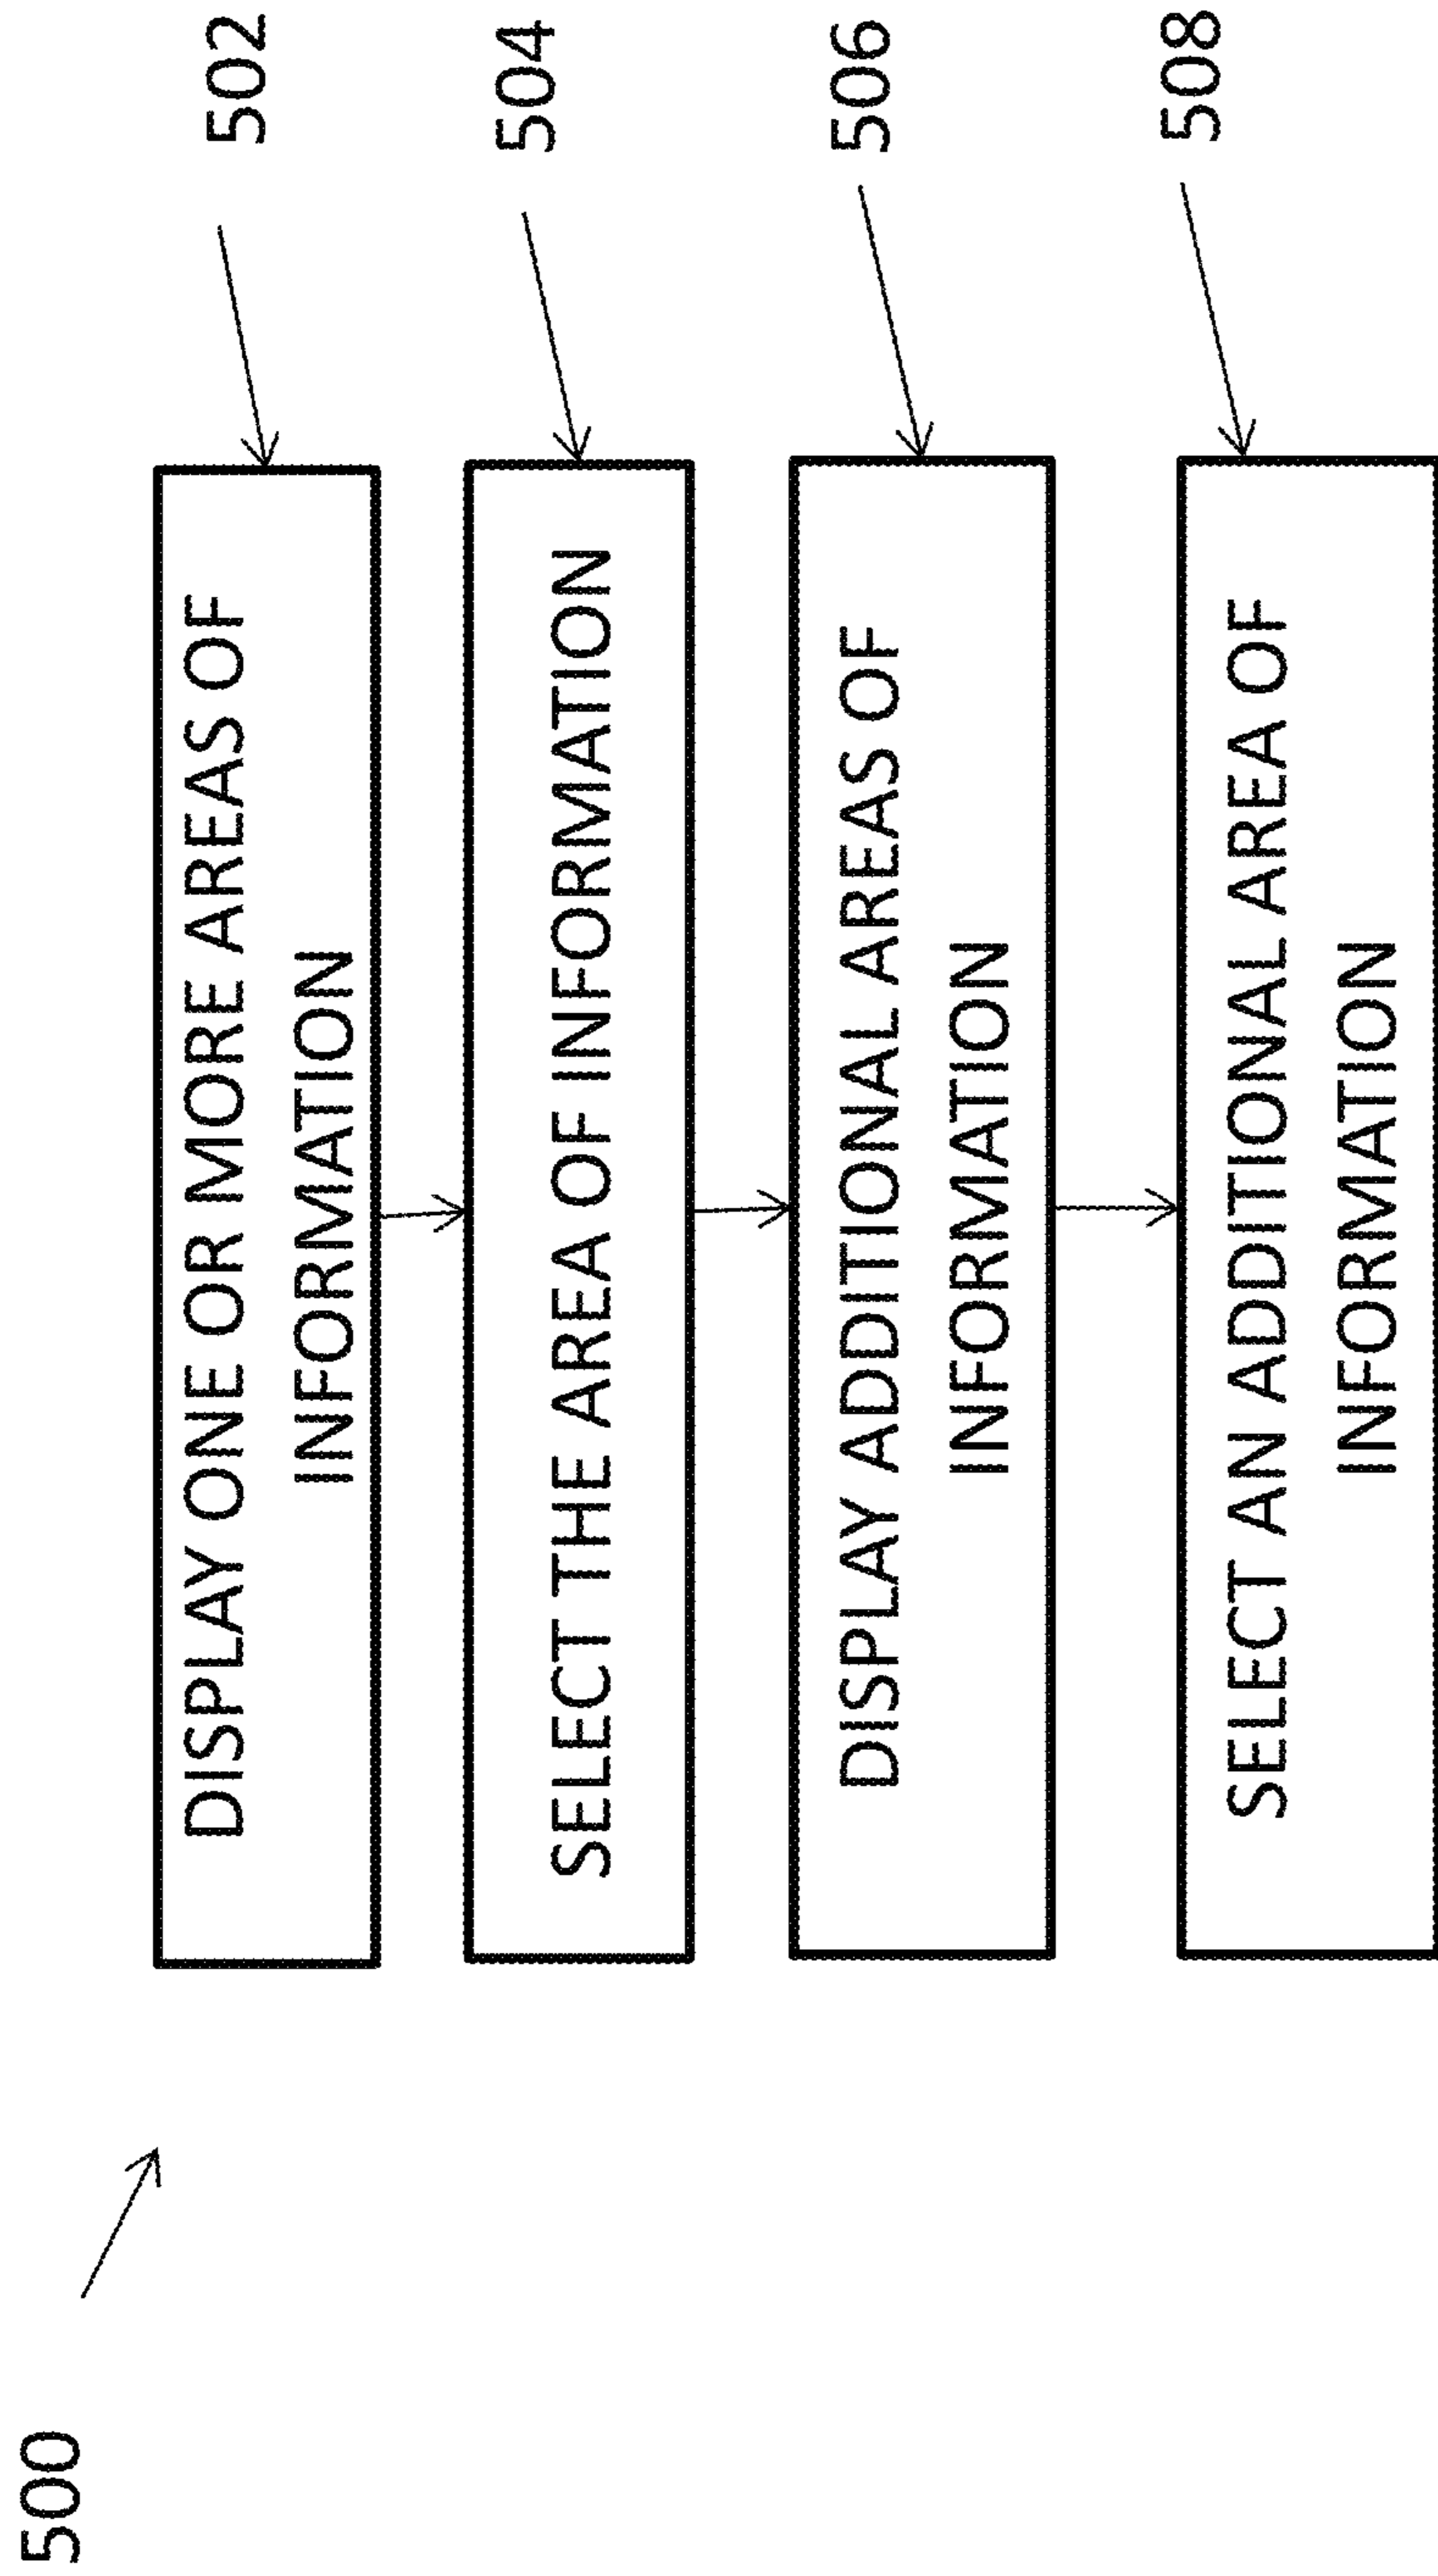 500
DISPLAY ONE OR MORE AREAS OF
INFORMATION
502
SELECT THE AREA OF INFORMATION
504
DISPLAY ADDITIONAL AREAS OF
INFORMATION
506
SELECT AN ADDITIONAL AREA OF
INFORMATION
508